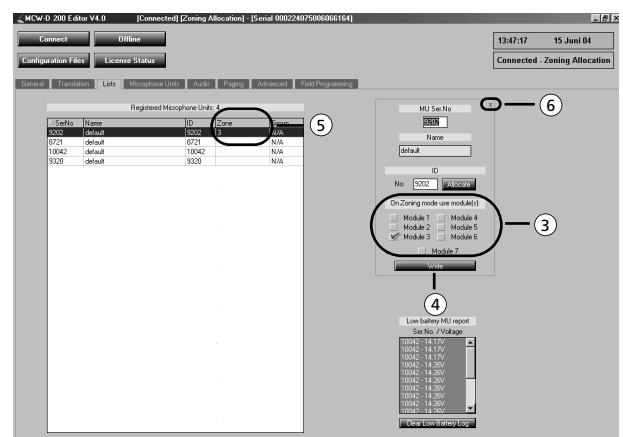 MCW-D 200 Editor V4.0 [Connected] [Zoning Allocation] - [Serial 000224075006066164]
Connect Offline
13:47:17 15 Juni 04
Configuration Files License Status
Connected - Zoning Allocation
General Translation Lists Microphone Units Audio Paging Advanced Field Programming
Registered Microphone Units: 4
SerNo Name ID Zone Group
9202 default 9202 3 N/A
8721 default 8721 N/A
10042 default 10042 N/A
9320 default 9320 N/A
5
MU Ser.No
x
6
9202
Name
default
ID
No: 9202 Allocate
On Zoning mode use module(s):
Module 1 Module 4
Module 2 Module 5
Module 3 Module 6
Module 7
3
Write
4
Low battery MU report
Ser.No. / Voltage
10042 - 14.17V
10042 - 14.17V
10042 - 14.26V
10042 - 14.26V
10042 - 14.26V
10042 - 14.26V
10042 - 14.26V
10042 - 14.26V
10042 - 14.17V
Clear Low Battery Log